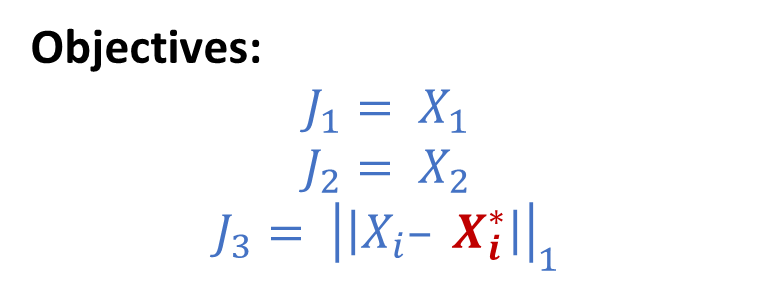 Objectives:
J₁ = X₁
J₂ = X₂
J₃ = ||Xᵢ− Xᵢ*||₁